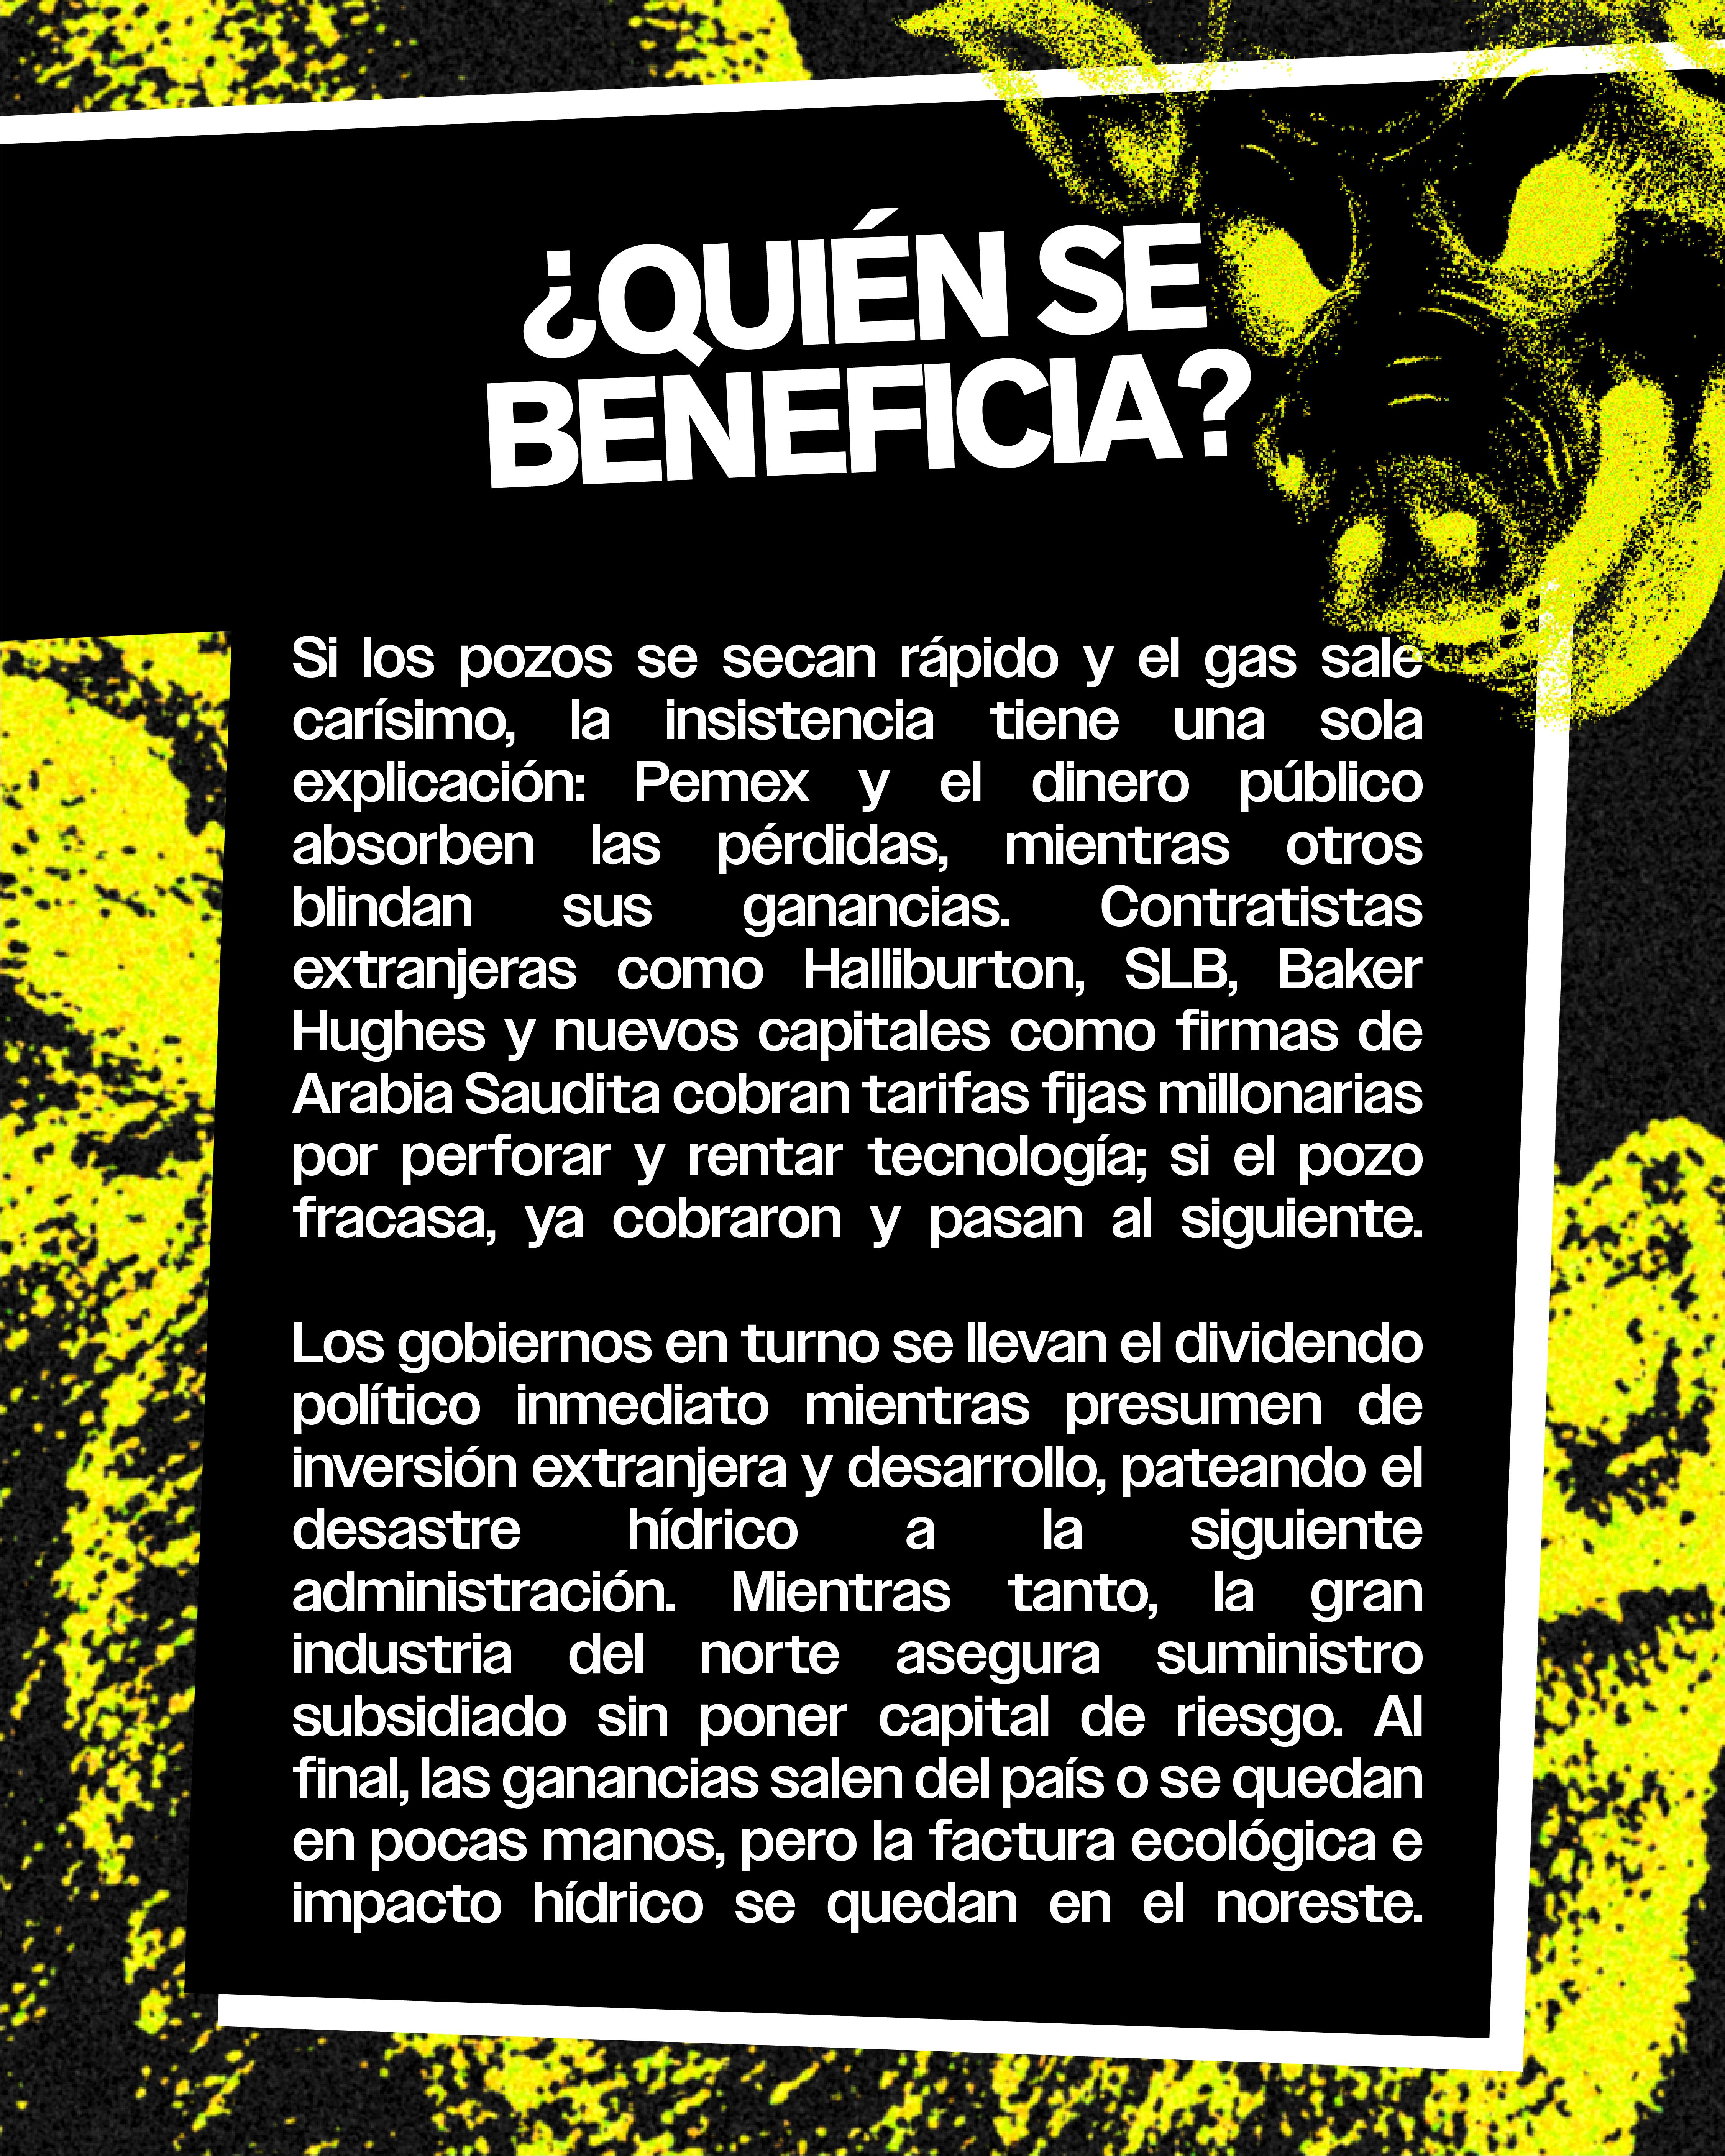 ¿QUIÉN SE
BENEFICIA?
Si los pozos se secan rápido y el gas sale
carísimo, la insistencia tiene una sola
explicación: Pemex y el dinero público
absorben las pérdidas, mientras otros
blindan sus ganancias. Contratistas
extranjeras como Halliburton, SLB, Baker
Hughes y nuevos capitales como firmas de
Arabia Saudita cobran tarifas fijas millonarias
por perforar y rentar tecnología; si el pozo
fracasa, ya cobraron y pasan al siguiente.
Los gobiernos en turno se llevan el dividendo
político inmediato mientras presumen de
inversión extranjera y desarrollo, pateando el
desastre hídrico a la siguiente
administración. Mientras tanto, la gran
industria del norte asegura suministro
subsidiado sin poner capital de riesgo. Al
final, las ganancias salen del país o se quedan
en pocas manos, pero la factura ecológica e
impacto hídrico se quedan en el noreste.